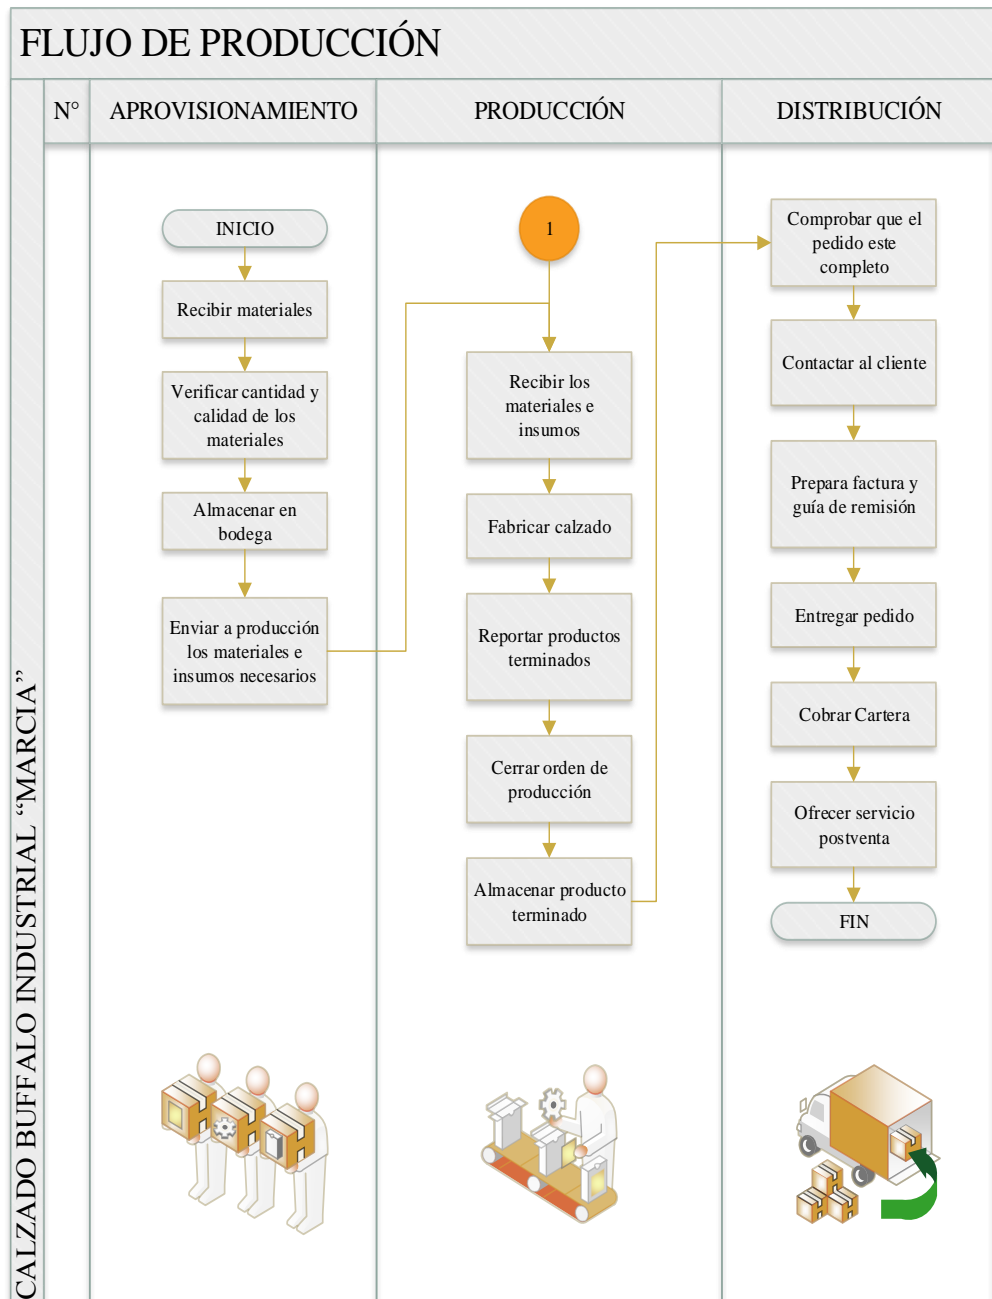 FLUJO DE PRODUCCIÓN
CALZADO BUFFALO INDUSTRIAL “MARCIA”
N°
APROVISIONAMIENTO
PRODUCCIÓN
DISTRIBUCIÓN
INICIO
Recibir materiales
Verificar cantidad y
calidad de los
materiales
Almacenar en
bodega
Enviar a producción
los materiales e
insumos necesarios
1
Recibir los
materiales e
insumos
Fabricar calzado
Reportar productos
terminados
Cerrar orden de
producción
Almacenar producto
terminado
Comprobar que el
pedido este
completo
Contactar al cliente
Prepara factura y
guía de remisión
Entregar pedido
Cobrar Cartera
Ofrecer servicio
postventa
FIN